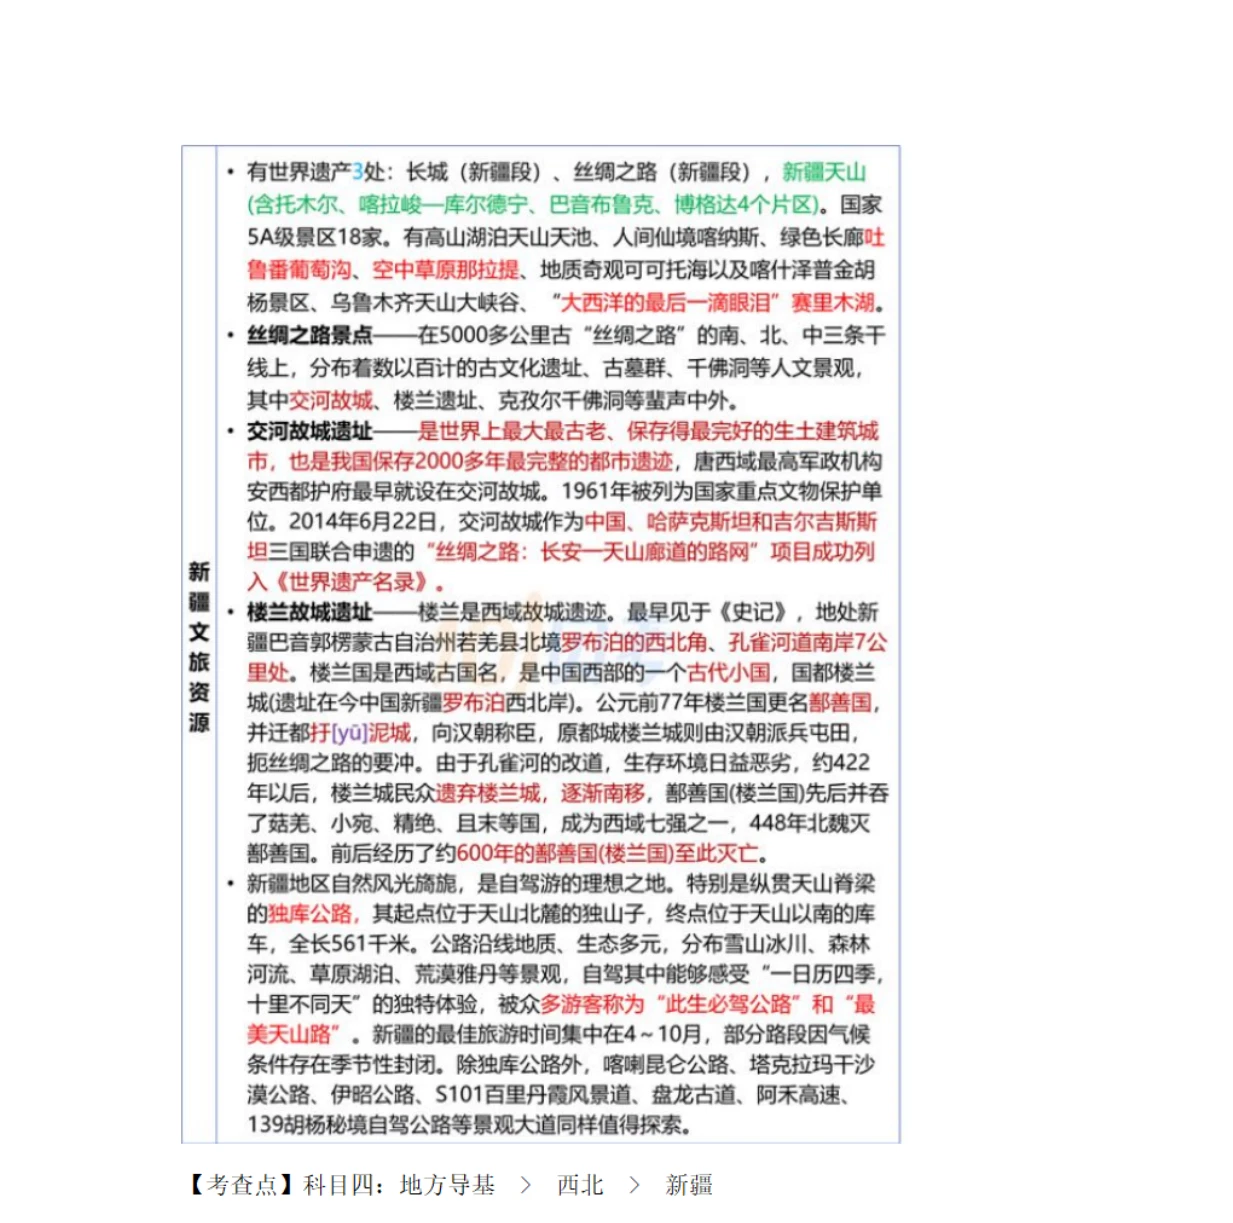 新疆文旅资源
• 有世界遗产3处：长城（新疆段）、丝绸之路（新疆段），新疆天山
(含托木尔、喀拉峻—库尔德宁、巴音布鲁克、博格达4个片区)。国家
5A级景区18家。有高山湖泊天山天池、人间仙境喀纳斯、绿色长廊吐
鲁番葡萄沟、空中草原那拉提、地质奇观可可托海以及喀什泽普金胡
杨景区、乌鲁木齐天山大峡谷、“大西洋的最后一滴眼泪”赛里木湖。
• 丝绸之路景点——在5000多公里古“丝绸之路”的南、北、中三条干
线上，分布着数以百计的古文化遗址、古墓群、千佛洞等人文景观，
其中交河故城、楼兰遗址、克孜尔千佛洞等蜚声中外。
• 交河故城遗址——是世界上最大最古老、保存得最完好的生土建筑城
市，也是我国保存2000多年最完整的都市遗迹，唐西域最高军政机构
安西都护府最早就设在交河故城。1961年被列为国家重点文物保护单
位。2014年6月22日，交河故城作为中国、哈萨克斯坦和吉尔吉斯斯
坦三国联合申遗的“丝绸之路：长安—天山廊道的路网”项目成功列
入《世界遗产名录》。
• 楼兰故城遗址——楼兰是西域故城遗迹。最早见于《史记》，地处新
疆巴音郭楞蒙古自治州若羌县北境罗布泊的西北角、孔雀河道南岸7公
里处。楼兰国是西域古国名，是中国西部的一个古代小国，国都楼兰
城(遗址在今中国新疆罗布泊西北岸)。公元前77年楼兰国更名鄯善国，
并迁都扜[yū]泥城，向汉朝称臣，原都城楼兰城则由汉朝派兵屯田，
扼丝绸之路的要冲。由于孔雀河的改道，生存环境日益恶劣，约422
年以后，楼兰城民众遗弃楼兰城，逐渐南移，鄯善国(楼兰国)先后并吞
了菇羌、小宛、精绝、且末等国，成为西域七强之一，448年北魏灭
鄯善国。前后经历了约600年的鄯善国(楼兰国)至此灭亡。
• 新疆地区自然风光旖旎，是自驾游的理想之地。特别是纵贯天山脊梁
的独库公路，其起点位于天山北麓的独山子，终点位于天山以南的库
车，全长561千米。公路沿线地质、生态多元，分布雪山冰川、森林
河流、草原湖泊、荒漠雅丹等景观，自驾其中能够感受“一日历四季，
十里不同天”的独特体验，被众多游客称为“此生必驾公路”和“最
美天山路”。新疆的最佳旅游时间集中在4～10月，部分路段因气候
条件存在季节性封闭。除独库公路外，喀喇昆仑公路、塔克拉玛干沙
漠公路、伊昭公路、S101百里丹霞风景道、盘龙古道、阿禾高速、
139胡杨秘境自驾公路等景观大道同样值得探索。
【考查点】科目四：地方导基 > 西北 > 新疆